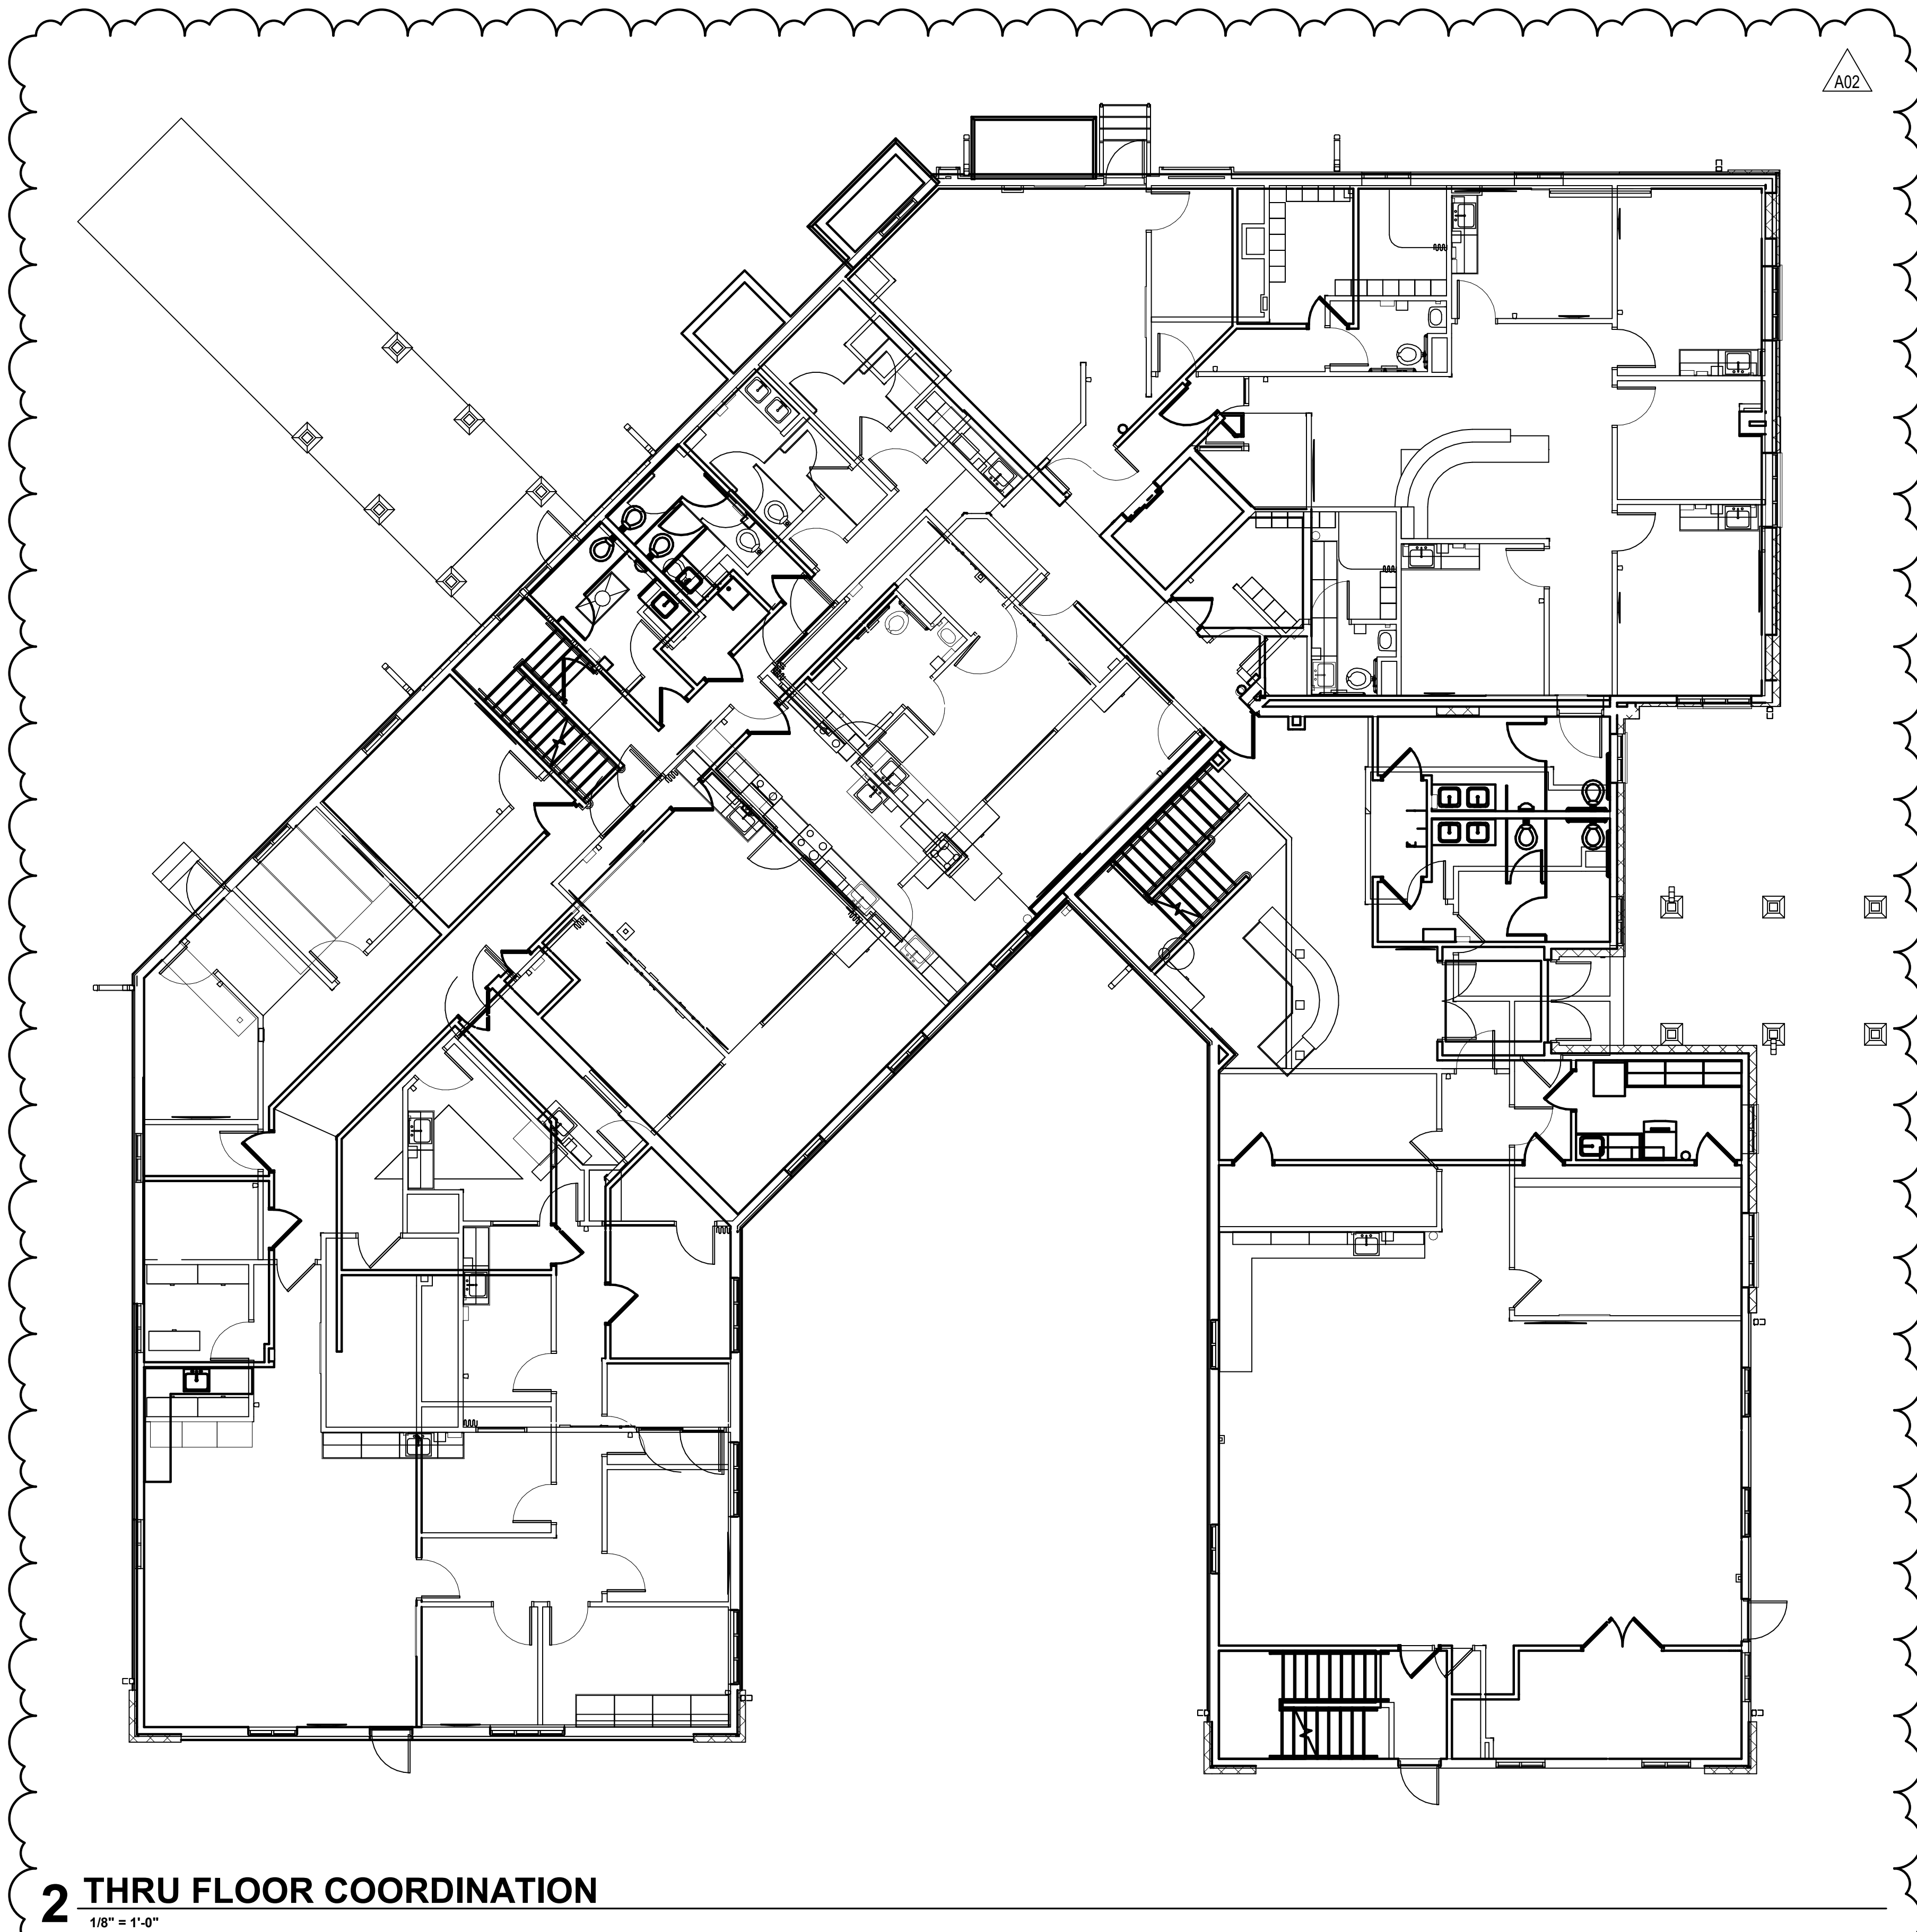 A02
2 THRU FLOOR COORDINATION
1/8" = 1'-0"